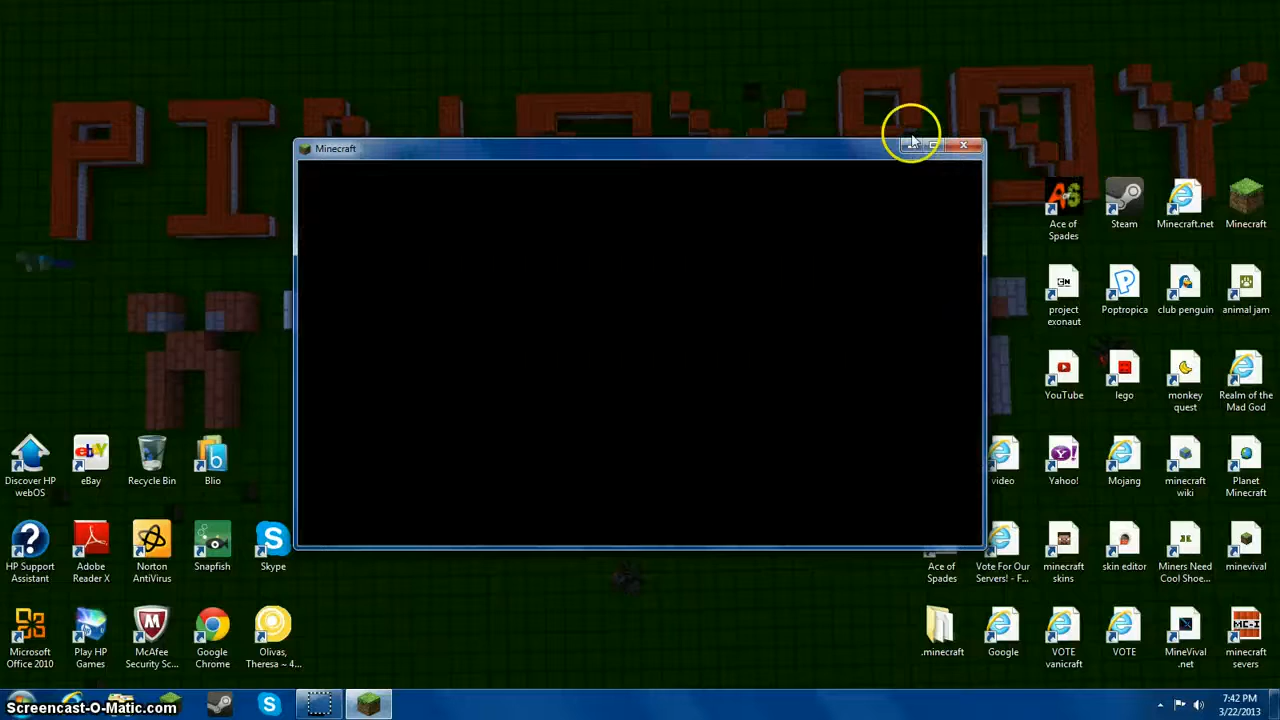 Minecraft
Ace of
Spades
Steam
Minecraft.net
Minecraft
project
exonaut
Poptropica
club penguin
animal jam
YouTube
lego
monkey
quest
Realm of the
Mad God
Discover HP
webOS
ebay
eBay
Recycle Bin
Blio
video
Yahoo!
Mojang
minecraft
wiki
Planet
Minecraft
HP Support
Assistant
Adobe
Reader X
Norton
AntiVirus
Snapfish
Skype
Ace of
Spades
Vote For Our
Servers! - F...
minecraft
skins
skin editor
Miners Need
Cool Shoe...
minevival
Microsoft
Office 2010
Play HP
Games
McAfee
Security Sc...
Google
Chrome
Olivas,
Theresa ~ 4...
.minecraft
Google
VOTE
vanicraft
VOTE
MineVival
.net
MC-I
minecraft
severs
Screencast-O-Matic.com
7:42 PM
3/22/2013